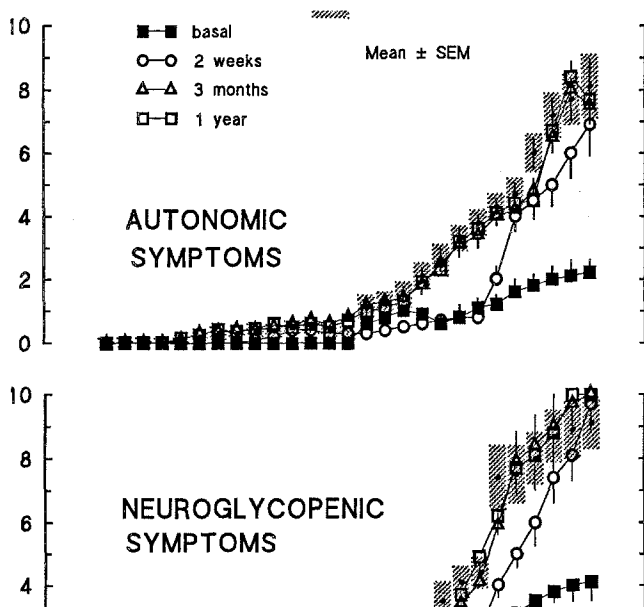 10
8
6
4
2
0
basal
2 weeks
3 months
1 year
Mean ± SEM
AUTONOMIC
SYMPTOMS
10
8
6
4
NEUROGLYCOPENIC
SYMPTOMS